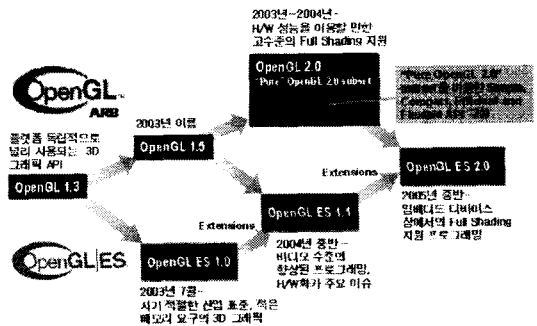 2003년~2004년-
H/W 성능을 이용할 만한
고수준의 Full Shading 지원
OpenGL 2.0
"Pure" OpenGL 2.0 subset
"Pure OpenGL 2.0"
OpenGL
ARB
2003년 여름
OpenGL 1.5
플랫폼 독립적으로
널리 사용되는 3D
그래픽 API
OpenGL 1.3
Extensions
OpenGL ES 2.0
2005년 중반-
임베디드 디바이스
상에서의 Full Shading
지원 프로그래밍
Extensions
OpenGL ES 1.1
2004년 중반-
비디오 수준의
향상된 프로그래밍,
H/W화가 주요 이슈
OpenGL|ES
OpenGL ES 1.0
2003년 7월-
시기 적절한 산업 표준, 적은
메모리 요구의 3D 그래픽